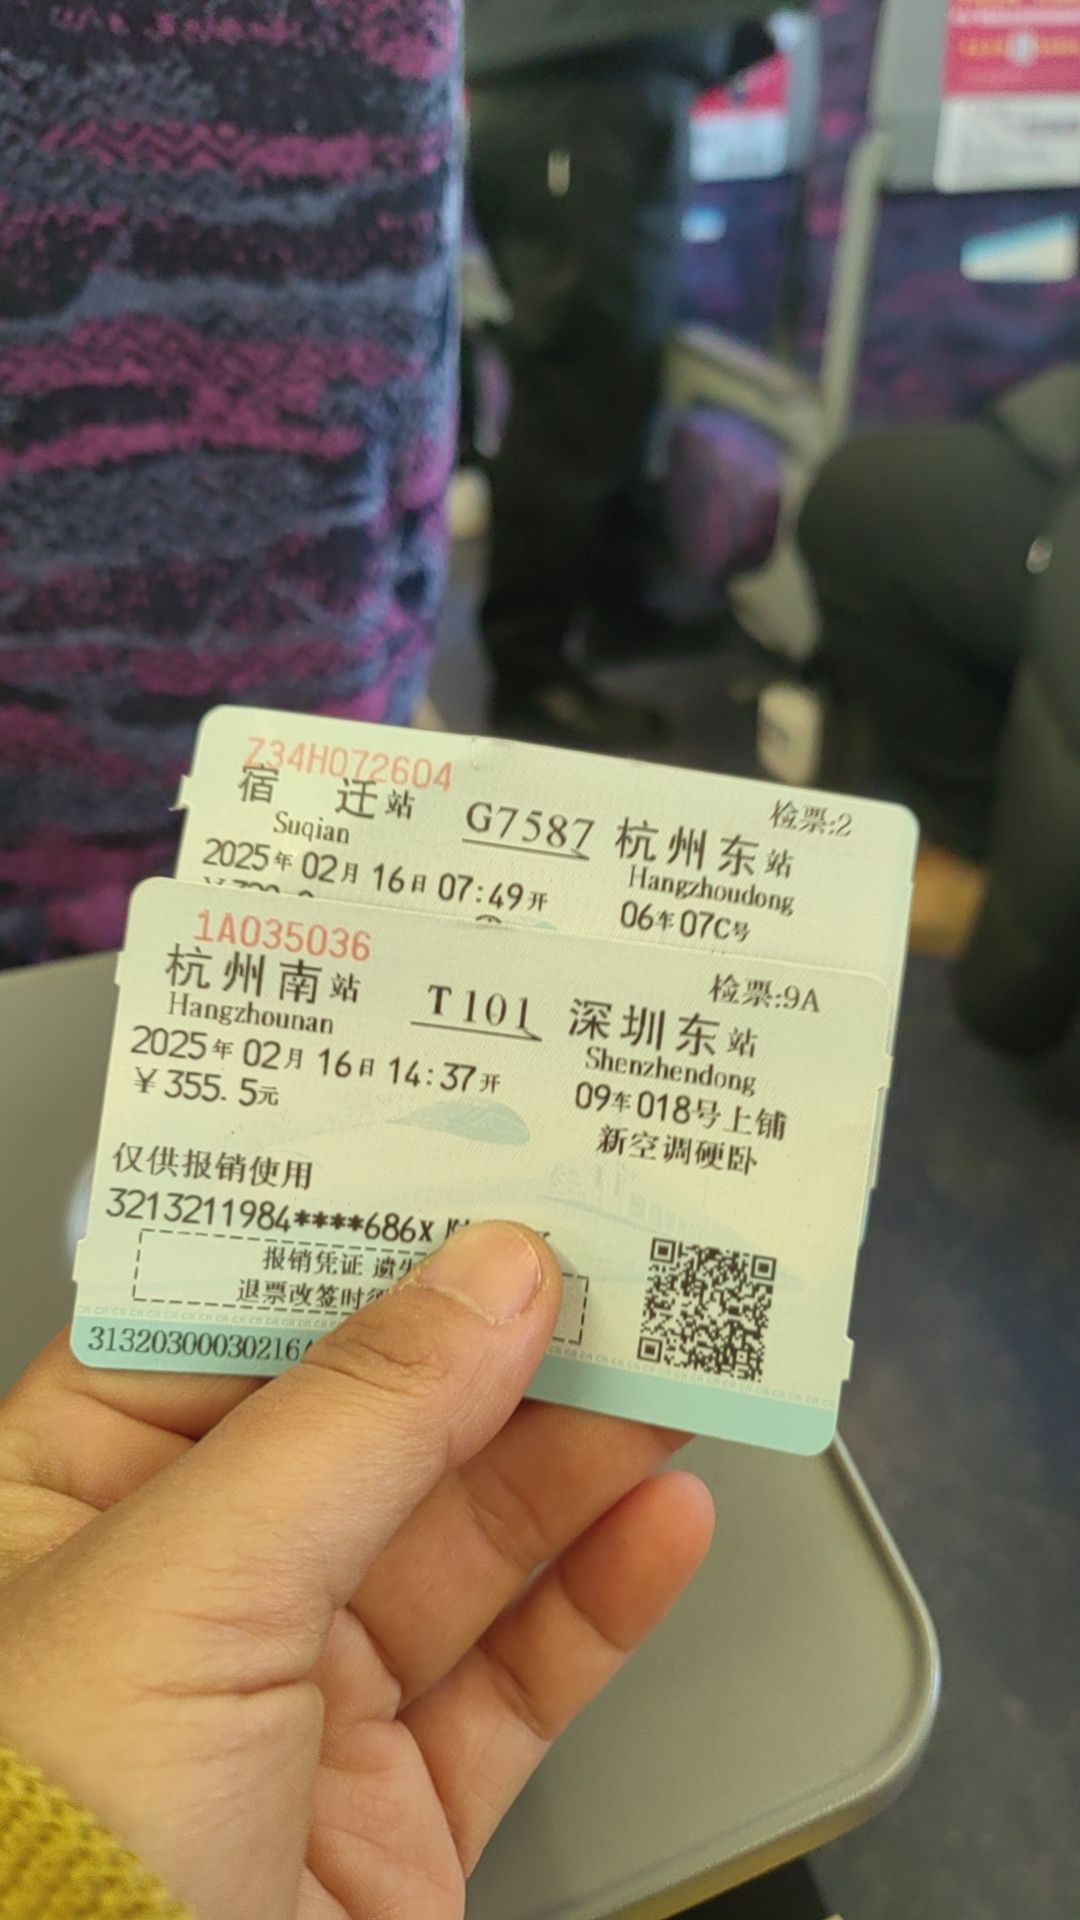 Z34H072604
检票:2
宿 迁站 G7587 杭州东站
Suqian Hangzhoudong
2025年02月16日07:49开 06车07C号
1A035036
检票:9A
杭州南站 T101 深圳东站
Hangzhounan Shenzhendong
2025年02月16日14:37开 09车018号上铺
￥355.5元 新空调硬卧
仅供报销使用
3213211984****686X
报销凭证 遗失
退票改签时须
31320300030216